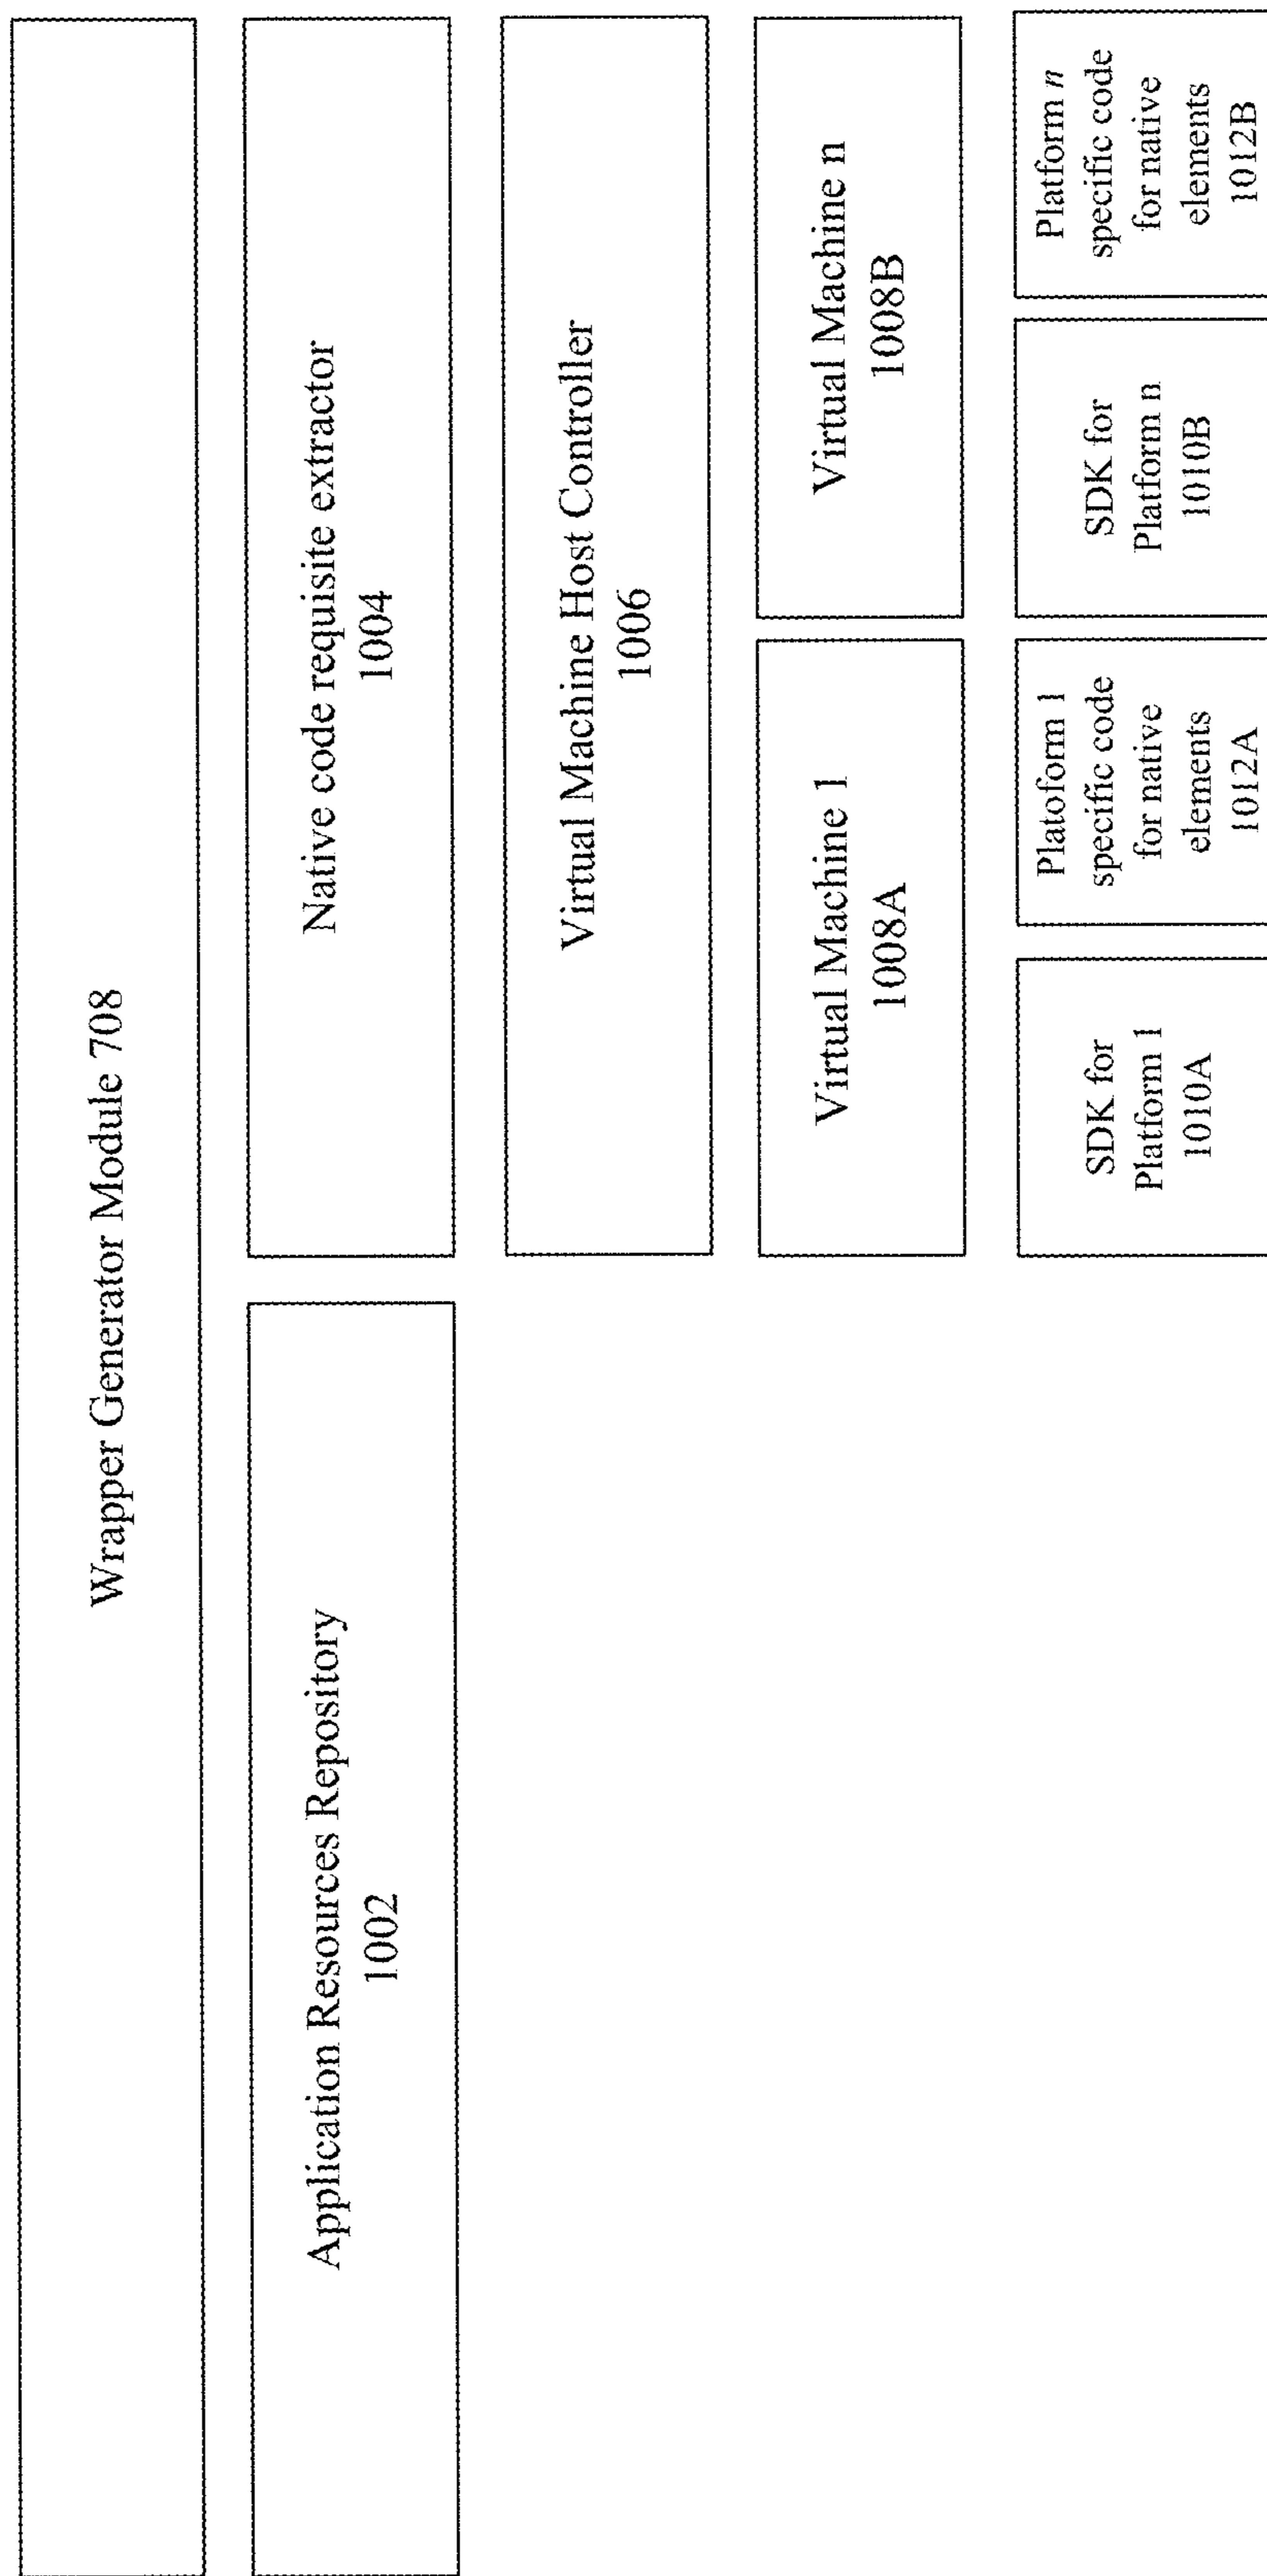 Wrapper Generator Module 708
Application Resources Repository
1002
Native code requisite extractor
1004
Virtual Machine Host Controller
1006
Virtual Machine 1
1008A
Virtual Machine n
1008B
SDK for
Platform 1
1010A
Platoform 1
specific code
for native
elements
1012A
SDK for
Platform n
1010B
Platform n
specific code
for native
elements
1012B